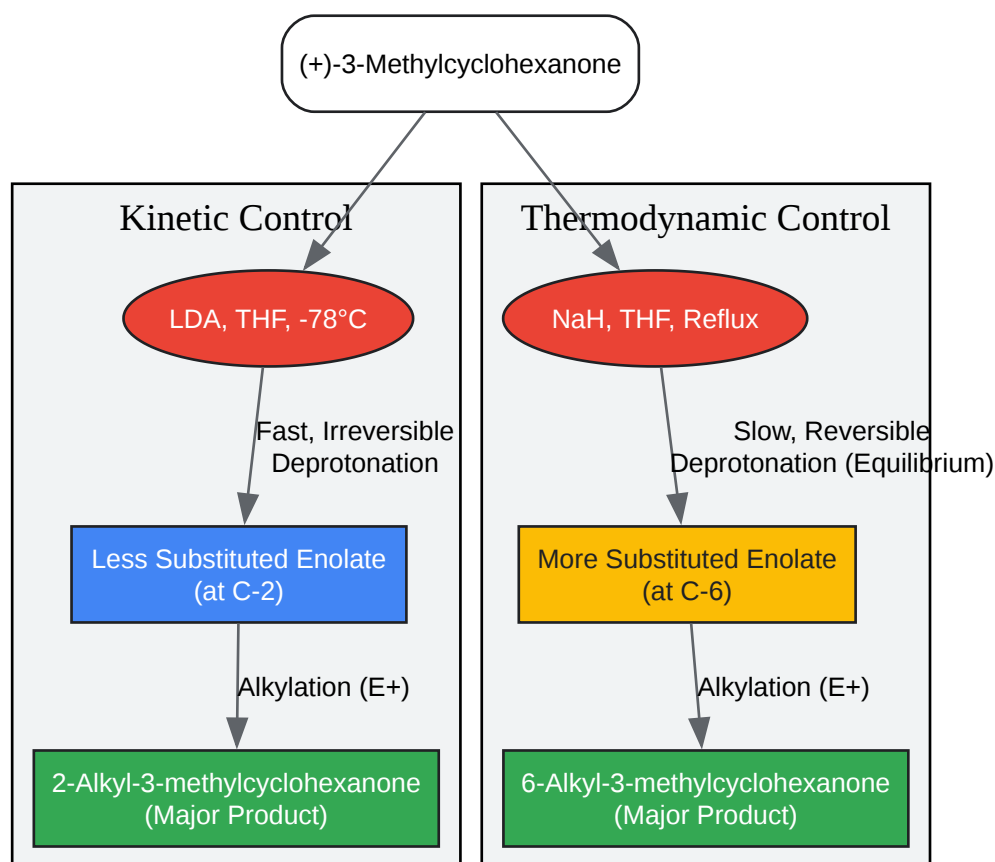 (+)-3-Methylcyclohexanone
Kinetic Control
LDA, THF, -78°C
Fast, Irreversible
Deprotonation
Less Substituted Enolate
(at C-2)
Alkylation (E+)
2-Alkyl-3-methylcyclohexanone
(Major Product)
Thermodynamic Control
NaH, THF, Reflux
Slow, Reversible
Deprotonation (Equilibrium)
More Substituted Enolate
(at C-6)
Alkylation (E+)
6-Alkyl-3-methylcyclohexanone
(Major Product)